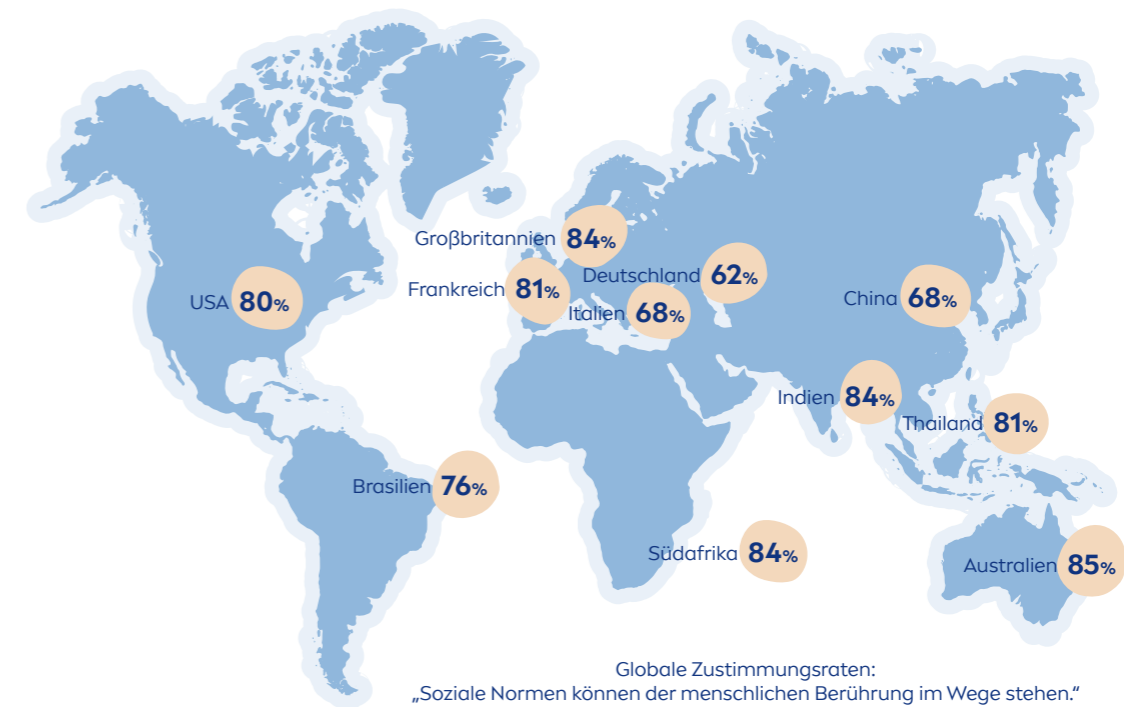 Großbritannien 84%
Deutschland 62%
Frankreich 81%
USA 80%
China 68%
Italien 68%
Indien 84%
Thailand 81%
Brasilien 76%
Südafrika 84%
Australien 85%
Globale Zustimmungsraten:
„Soziale Normen können der menschlichen Berührung im Wege stehen.“